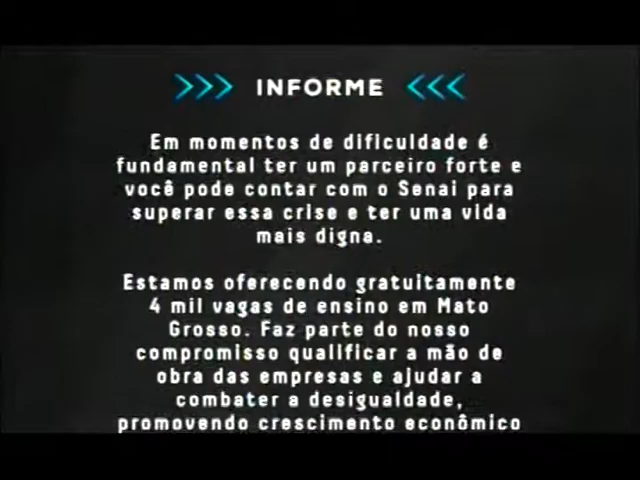 >>> INFORME <<<
Em momentos de dificuldade é
fundamental ter um parceiro forte e
você pode contar com o Senai para
superar essa crise e ter uma vida
mais digna.
Estamos oferecendo gratuitamente
4 mil vagas de ensino em Mato
Grosso. Faz parte do nosso
compromisso qualificar a mão de
obra das empresas e ajudar a
combater a desigualdade,
promovendo crescimento econômico